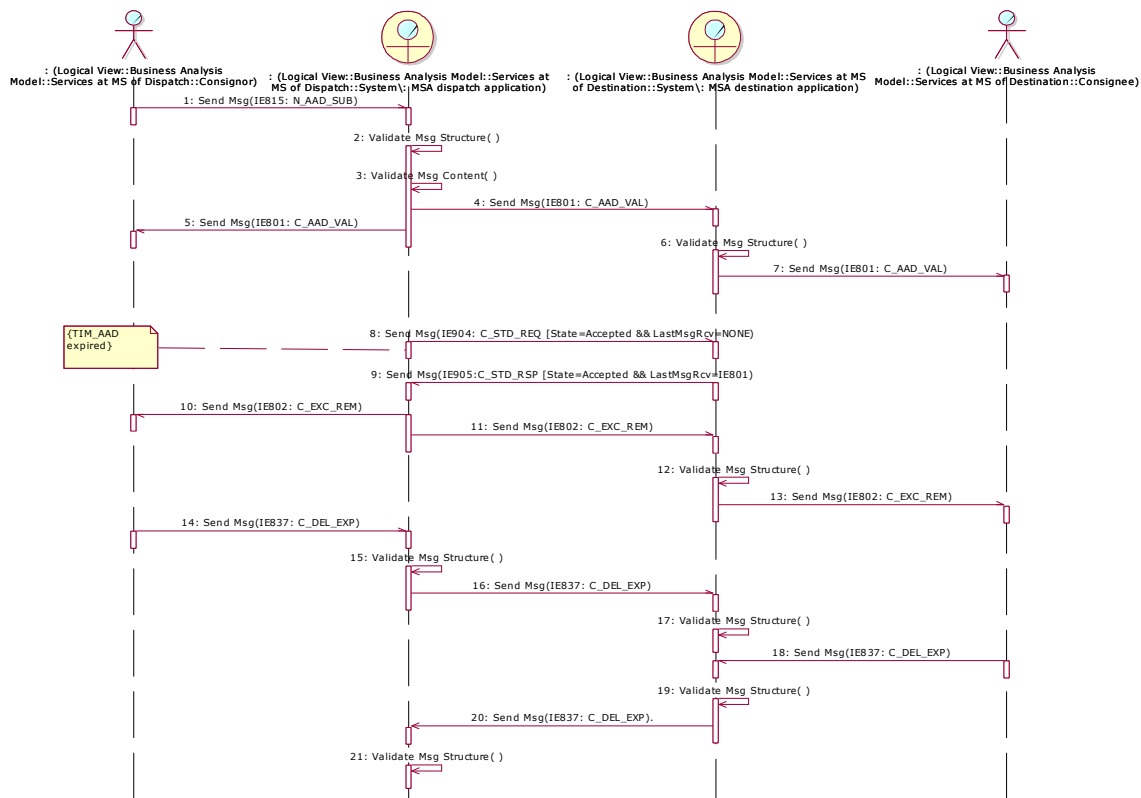 : (Logical View::Business Analysis
Model::Services at MS of Dispatch::Consignor)
: (Logical View::Business Analysis Model::Services at
MS of Dispatch::System\: MSA dispatch application)
: (Logical View::Business Analysis Model::Services at MS
of Destination::System\: MSA destination application)
: (Logical View::Business Analysis
Model::Services at MS of Destination::Consignee)
1: Send Msg(IE815: N_AAD_SUB)
2: Validate Msg Structure( )
3: Validate Msg Content( )
4: Send Msg(IE801: C_AAD_VAL)
5: Send Msg(IE801: C_AAD_VAL)
6: Validate Msg Structure( )
7: Send Msg(IE801: C_AAD_VAL)
{TIM_AAD
expired}
8: Send Msg(IE904: C_STD_REQ [State=Accepted && LastMsgRcv=NONE)
9: Send Msg(IE905:C_STD_RSP [State=Accepted && LastMsgRcv=IE801)
10: Send Msg(IE802: C_EXC_REM)
11: Send Msg(IE802: C_EXC_REM)
12: Validate Msg Structure( )
13: Send Msg(IE802: C_EXC_REM)
14: Send Msg(IE837: C_DEL_EXP)
15: Validate Msg Structure( )
16: Send Msg(IE837: C_DEL_EXP)
17: Validate Msg Structure( )
18: Send Msg(IE837: C_DEL_EXP)
19: Validate Msg Structure( )
20: Send Msg(IE837: C_DEL_EXP).
21: Validate Msg Structure( )